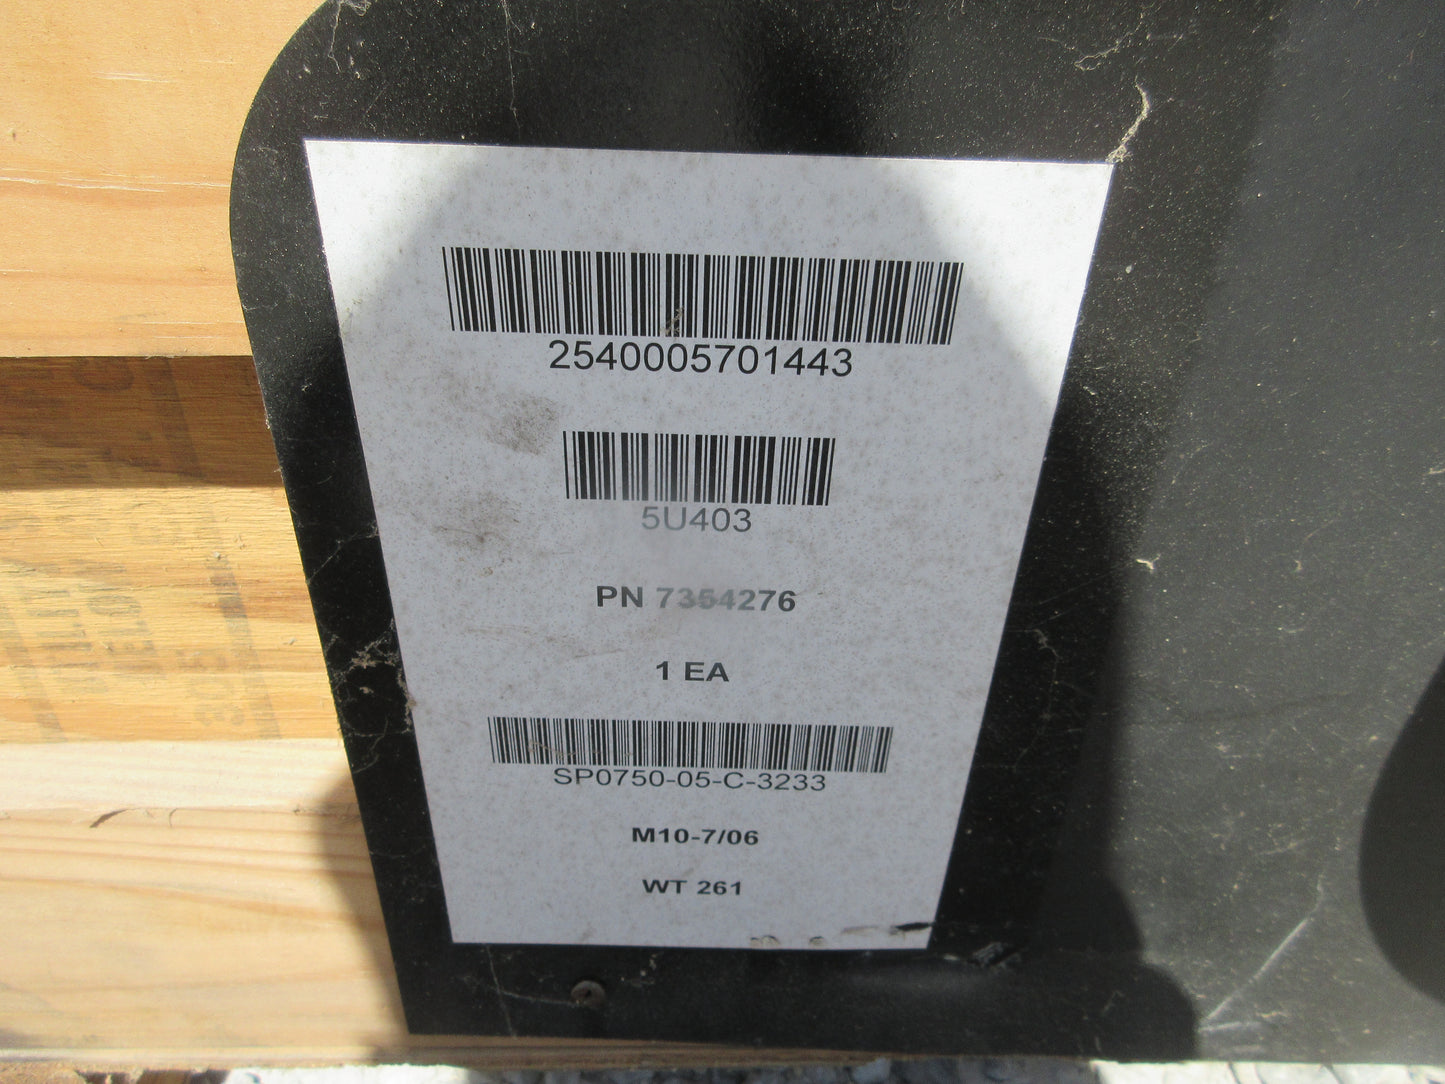 2540005701443
5U403
PN 7354276
1 EA
SP0750-05-C-3233
M10-7/06
WT 261